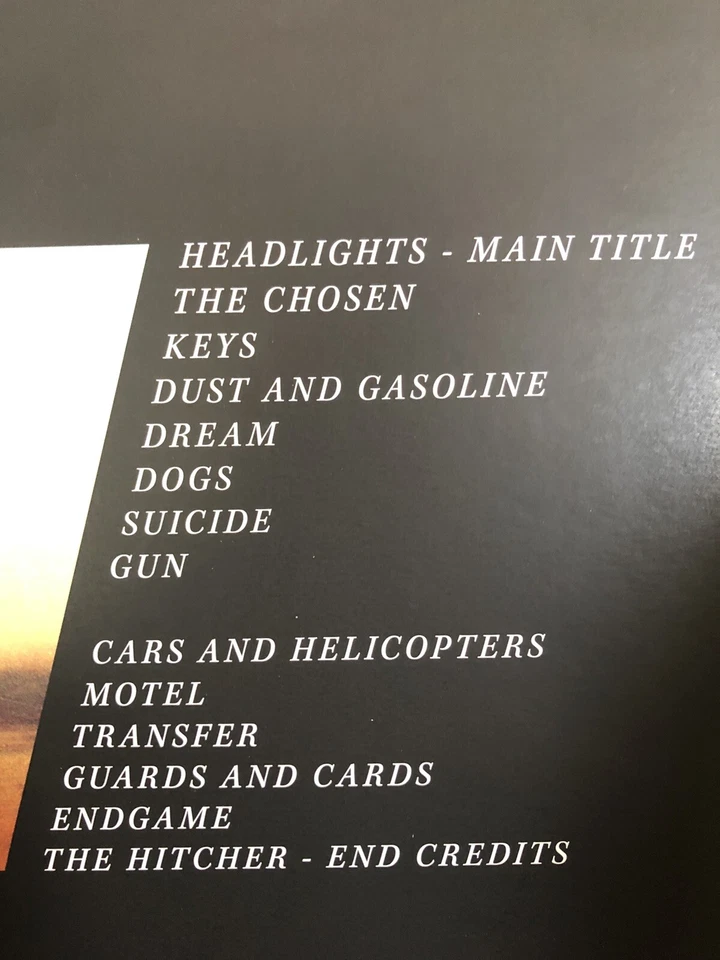 HEADLIGHTS - MAIN TITLE
THE CHOSEN
KEYS
DUST AND GASOLINE
DREAM
DOGS
SUICIDE
GUN
CARS AND HELICOPTERS
MOTEL
TRANSFER
GUARDS AND CARDS
ENDGAME
THE HITCHER - END CREDITS